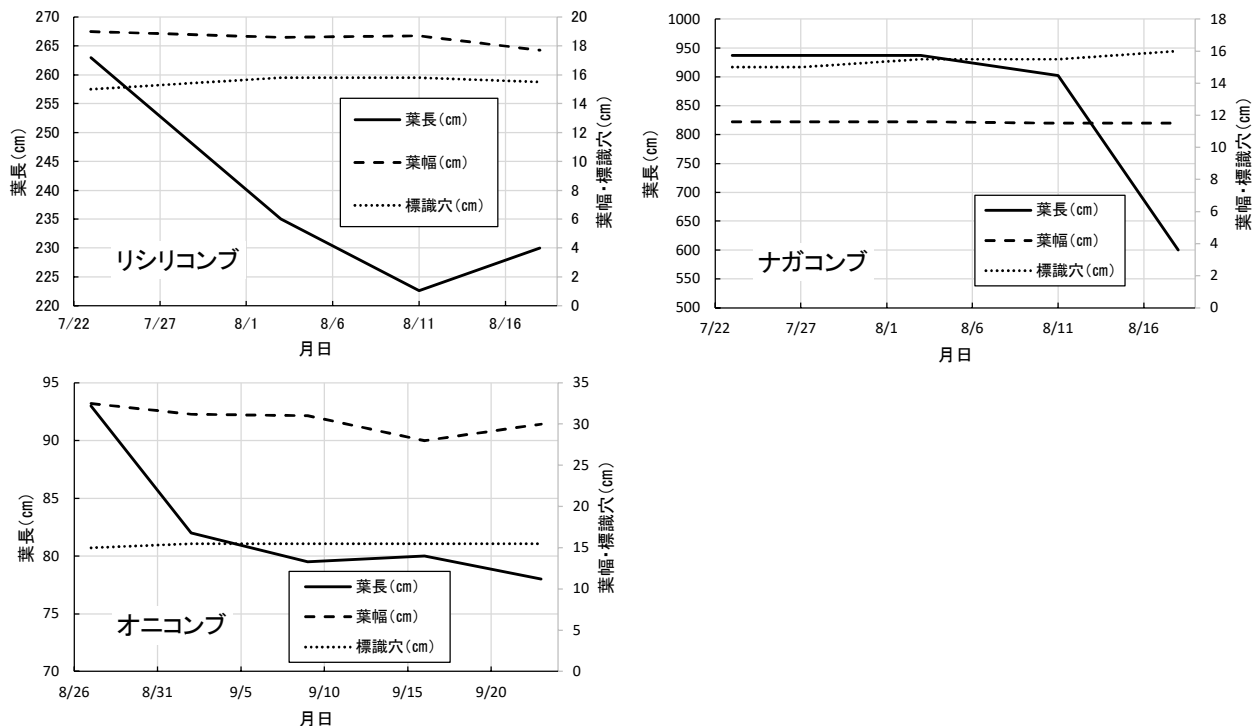 270
265
260
255
250
245
240
235
230
225
220
葉長(㎝)
20
18
16
14
12
10
8
6
4
2
0
葉幅・標識穴(㎝)
葉長(㎝)
葉幅(㎝)
標識穴(㎝)
リシリコンブ
7/22 7/27 8/1 8/6 8/11 8/16
月日
1000
950
900
850
800
750
700
650
600
550
500
葉長(㎝)
18
16
14
12
10
8
6
4
2
0
葉幅・標識穴(㎝)
葉長(㎝)
葉幅(㎝)
標識穴(㎝)
ナガコンブ
7/22 7/27 8/1 8/6 8/11 8/16
月日
95
90
85
80
75
70
葉長(㎝)
35
30
25
20
15
10
5
0
葉幅・標識穴(㎝)
葉長(㎝)
葉幅(㎝)
標識穴(㎝)
オニコンブ
8/26 8/31 9/5 9/10 9/15 9/20
月日